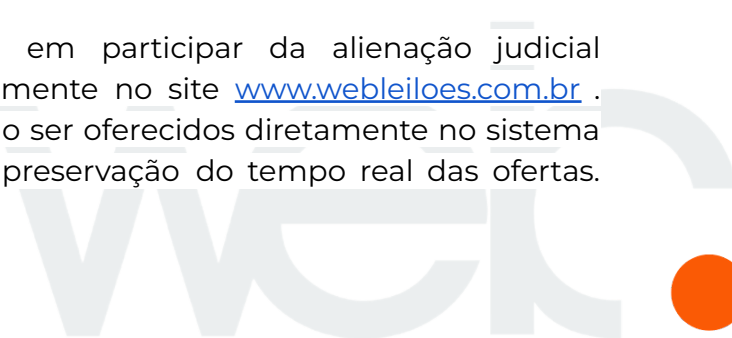 em participar da alienação judicial
mente no site www.webleiloes.com.br .
o ser oferecidos diretamente no sistema
preservação do tempo real das ofertas.
web